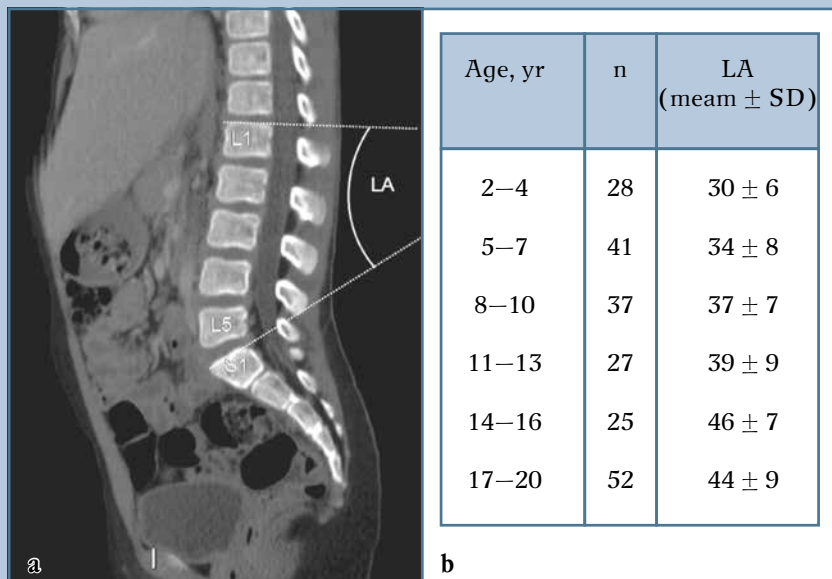 L1
LA
L5
S1
a
Age, yr n LA
(meam ± SD)
2–4 28 30 ± 6
5–7 41 34 ± 8
8–10 37 37 ± 7
11–13 27 39 ± 9
14–16 25 46 ± 7
17–20 52 44 ± 9
b